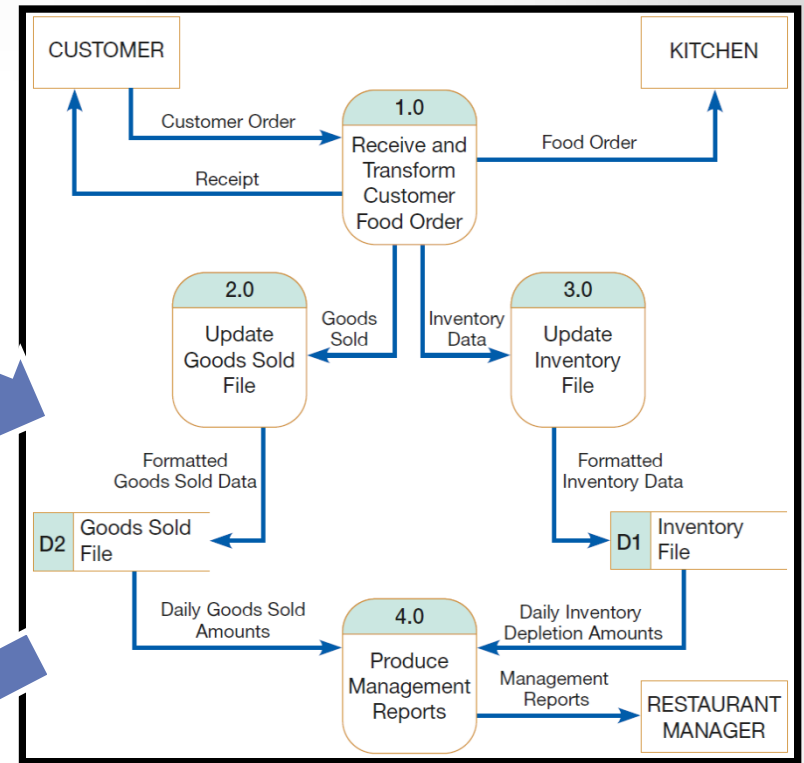 CUSTOMER
KITCHEN
1.0
Receive and
Transform
Customer
Food Order
Customer Order
Receipt
Food Order
2.0
Update
Goods Sold
File
Goods
Sold
Inventory
Data
3.0
Update
Inventory
File
Formatted
Goods Sold Data
Formatted
Inventory Data
D2
Goods Sold
File
D1
Inventory
File
Daily Goods Sold
Amounts
4.0
Produce
Management
Reports
Daily Inventory
Depletion Amounts
Management
Reports
RESTAURANT
MANAGER